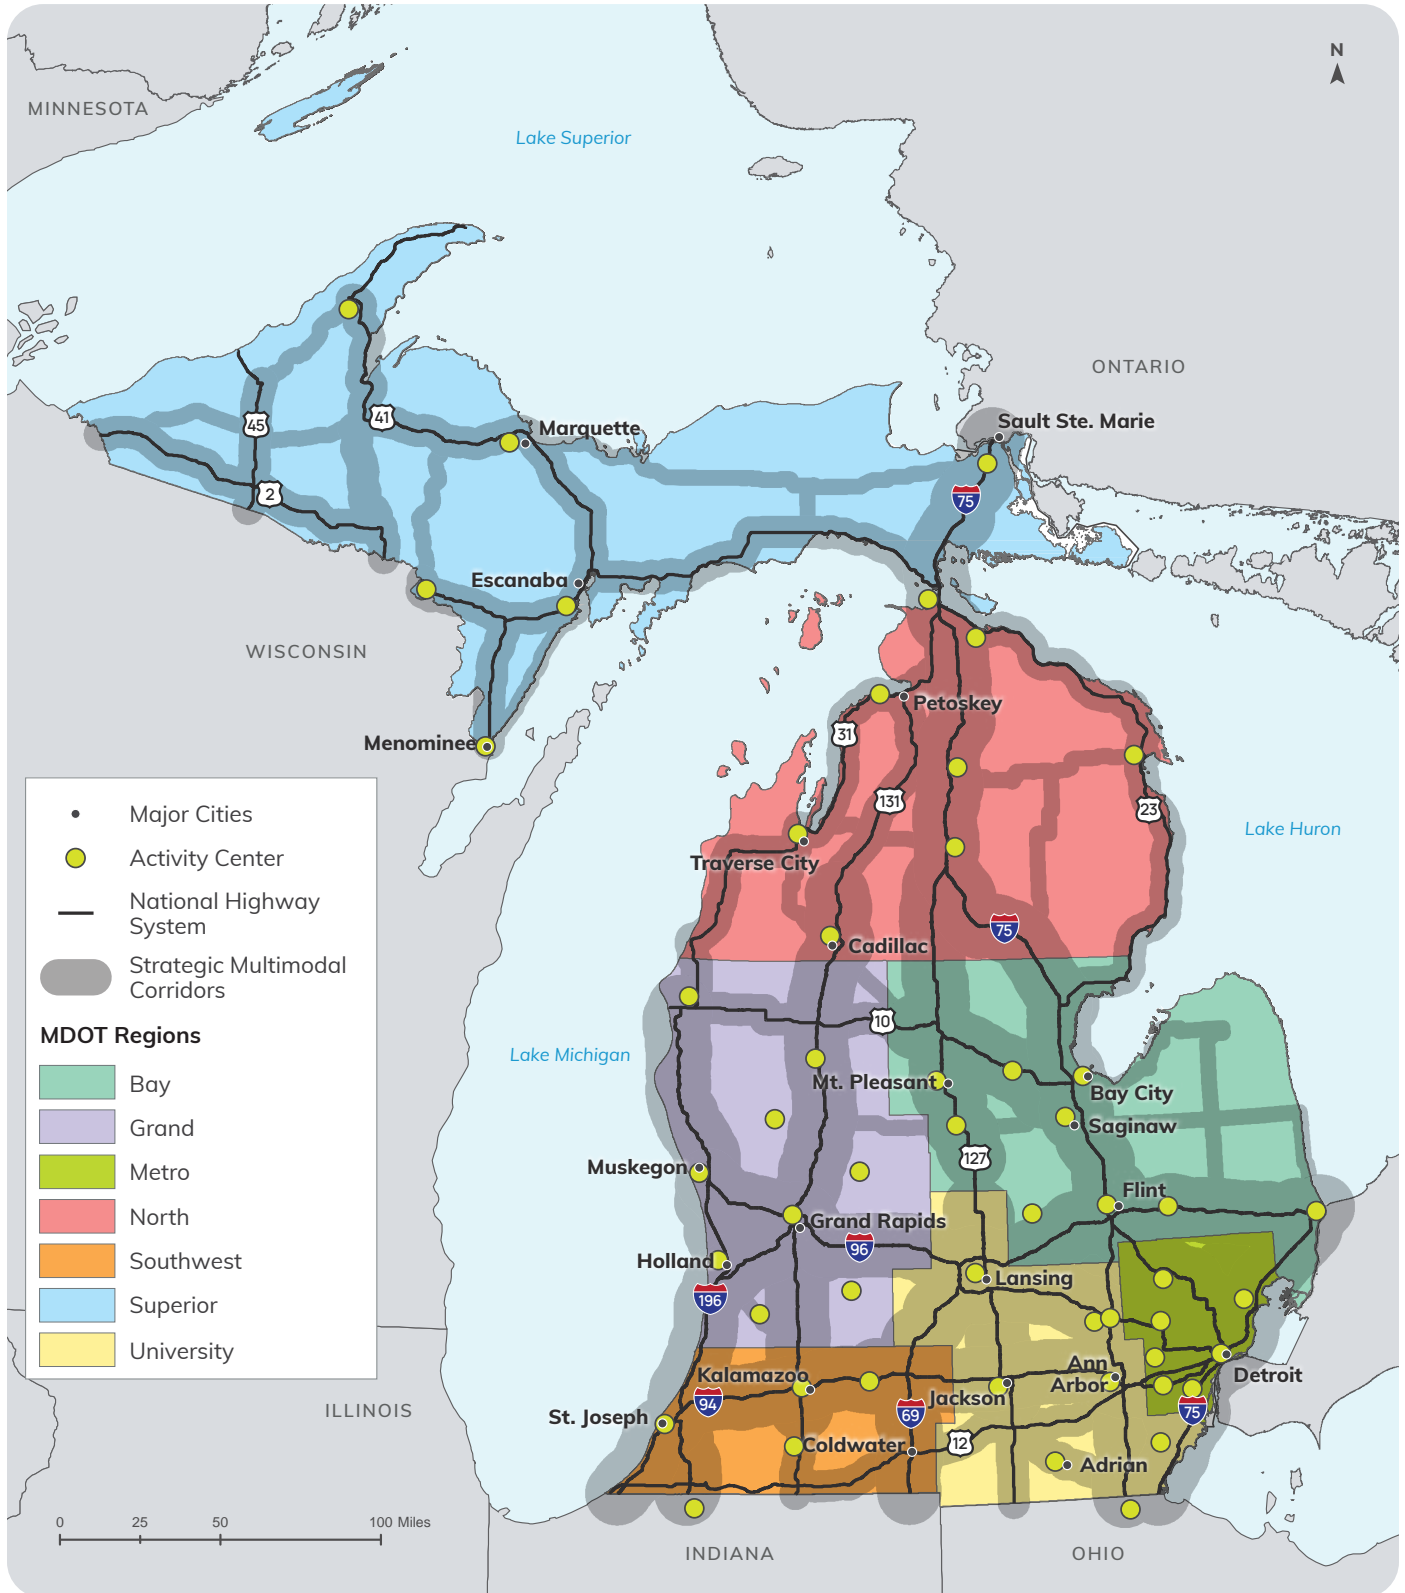 N
MINNESOTA
Lake Superior
ONTARIO
41
45
Marquette
Sault Ste. Marie
2
75
Escanaba
WISCONSIN
Petoskey
31
Menominee
131
23
Lake Huron
Traverse City
75
Cadillac
10
Lake Michigan
Mt. Pleasant
Bay City
Saginaw
127
Muskegon
Flint
Grand Rapids
96
Holland
Lansing
196
Ann
Arbor
Kalamazoo
Detroit
94
Jackson
69
75
St. Joseph
Coldwater
12
Adrian
ILLINOIS
INDIANA
OHIO
Major Cities
Activity Center
National Highway
System
Strategic Multimodal
Corridors
MDOT Regions
Bay
Grand
Metro
North
Southwest
Superior
University
0 25 50 100 Miles